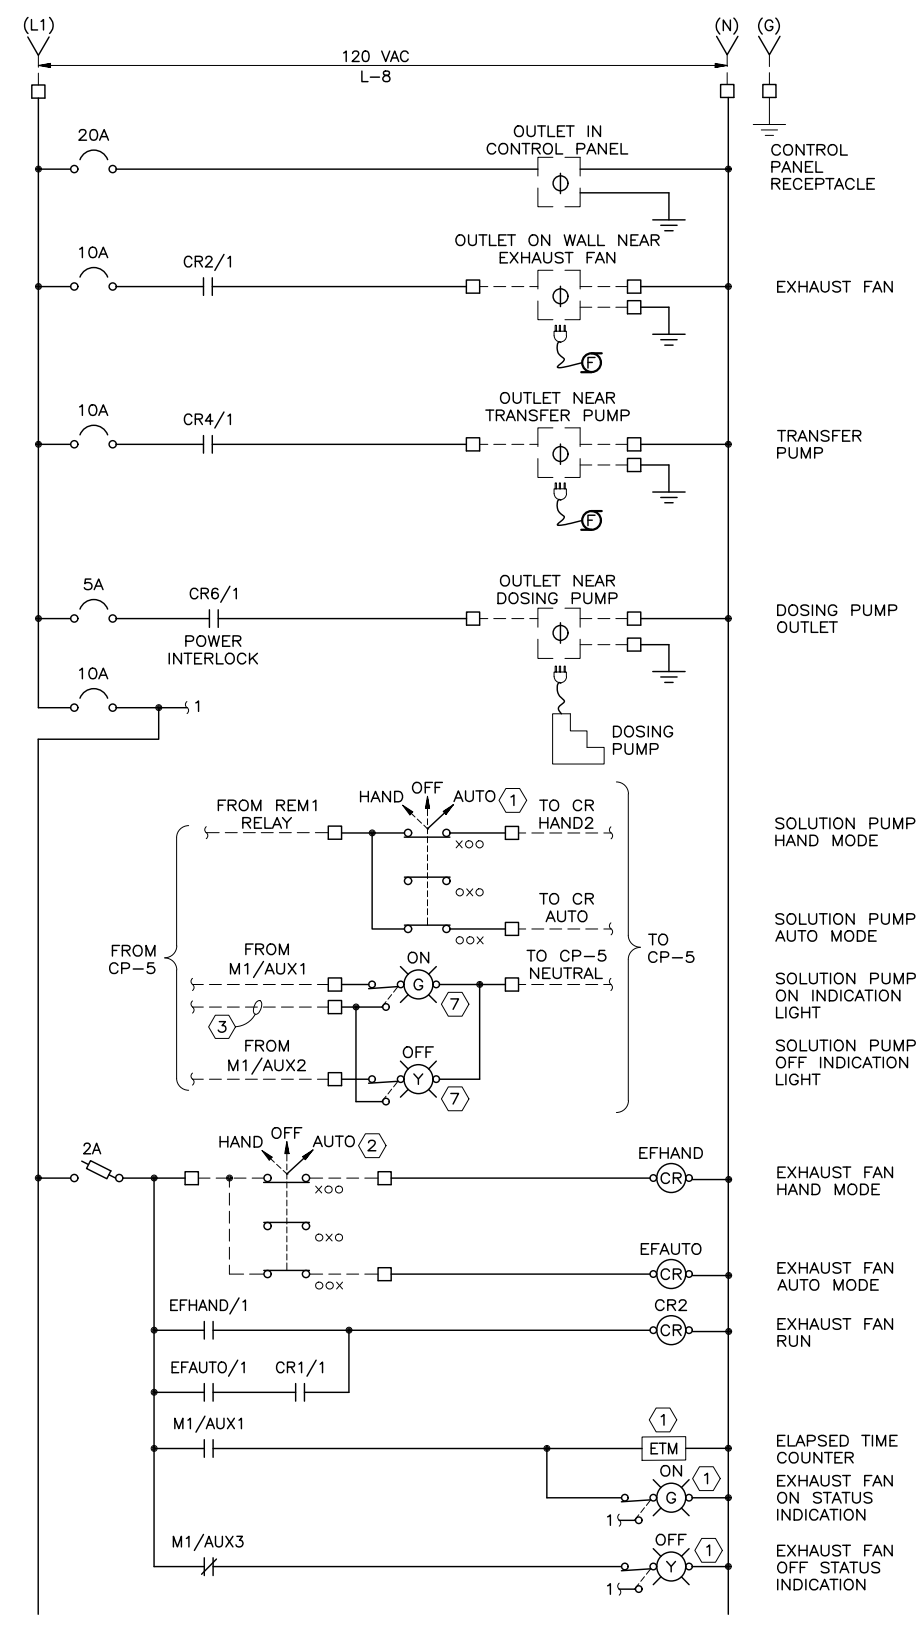 (L1)
(N)
(G)
120 VAC
L-8
20A
OUTLET IN
CONTROL PANEL
CONTROL
PANEL
RECEPTACLE
OUTLET ON WALL NEAR
EXHAUST FAN
10A
CR2/1
EXHAUST FAN
F
OUTLET NEAR
TRANSFER PUMP
10A
CR4/1
TRANSFER
PUMP
F
OUTLET NEAR
DOSING PUMP
5A
CR6/1
POWER
INTERLOCK
DOSING PUMP
OUTLET
10A
1
DOSING
PUMP
HAND
OFF
AUTO
1
FROM REM1
RELAY
TO CR
HAND2
XOO
SOLUTION PUMP
HAND MODE
OXO
TO CR
AUTO
OOX
SOLUTION PUMP
AUTO MODE
FROM
CP-5
TO
CP-5
FROM
M1/AUX1
ON
G
7
TO CP-5
NEUTRAL
SOLUTION PUMP
ON INDICATION
LIGHT
3
FROM
M1/AUX2
OFF
Y
7
SOLUTION PUMP
OFF INDICATION
LIGHT
2A
HAND
OFF
AUTO
2
XOO
EFHAND
CR
EXHAUST FAN
HAND MODE
OXO
OOX
EFAUTO
CR
EXHAUST FAN
AUTO MODE
EFHAND/1
CR2
CR
EXHAUST FAN
RUN
EFAUTO/1
CR1/1
M1/AUX1
1
ETM
ELAPSED TIME
COUNTER
ON
G
1
1
EXHAUST FAN
ON STATUS
INDICATION
M1/AUX3
OFF
Y
1
1
EXHAUST FAN
OFF STATUS
INDICATION